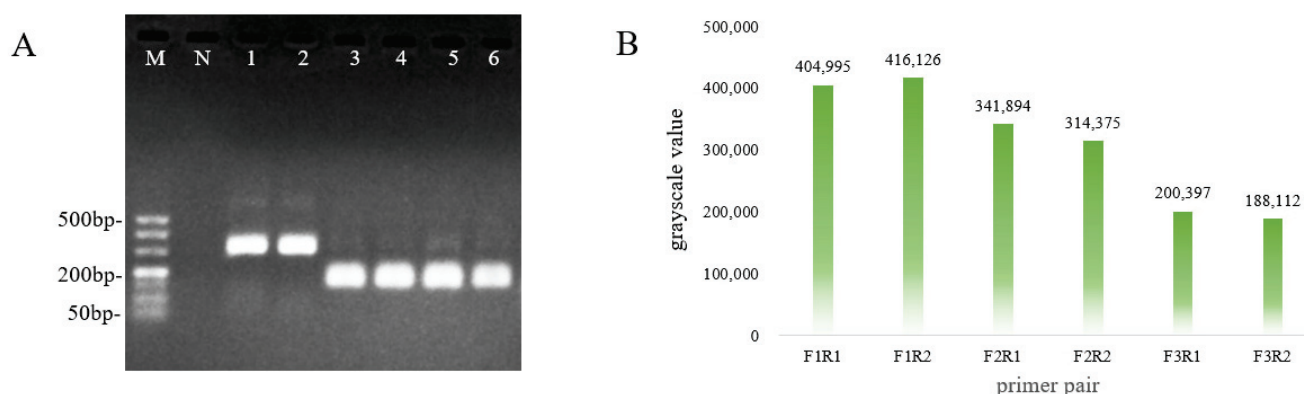 A
M N 1 2 3 4 5 6
500bp-
200bp-
50bp-
B
grayscale value
500,000
400,000
300,000
200,000
100,000
0
404,995
416,126
341,894
314,375
200,397
188,112
F1R1 F1R2 F2R1 F2R2 F3R1 F3R2
primer pair